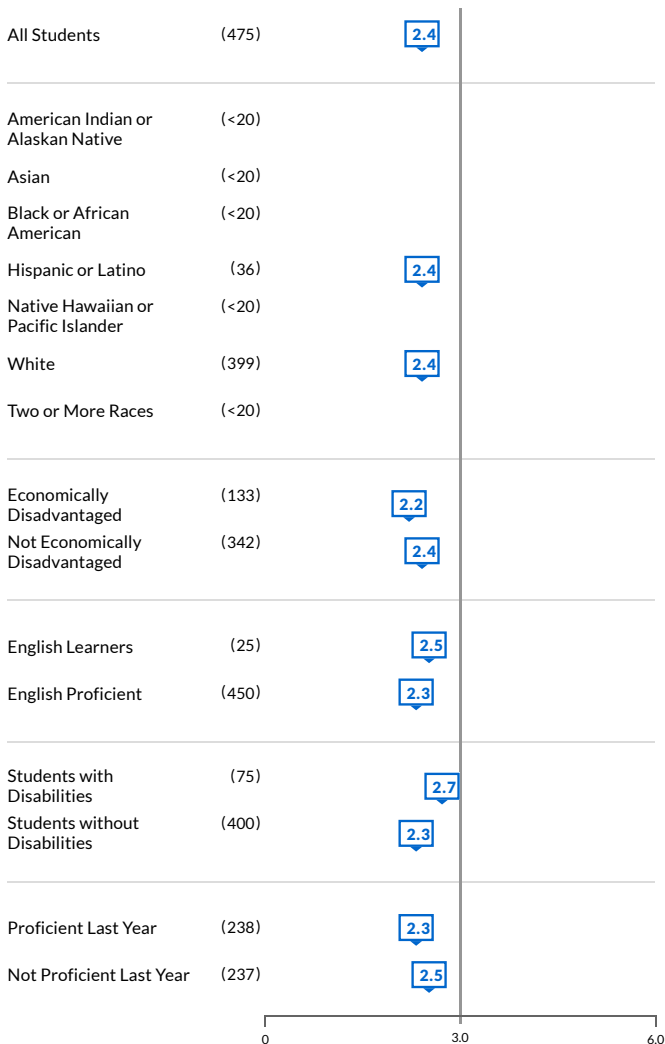 All Students (475) 2.4
American Indian or (<20)
Alaskan Native
Asian (<20)
Black or African (<20)
American
Hispanic or Latino (36) 2.4
Native Hawaiian or (<20)
Pacific Islander
White (399) 2.4
Two or More Races (<20)
Economically (133) 2.2
Disadvantaged
Not Economically (342) 2.4
Disadvantaged
English Learners (25) 2.5
English Proficient (450) 2.3
Students with (75) 2.7
Disabilities
Students without (400) 2.3
Disabilities
Proficient Last Year (238) 2.3
Not Proficient Last Year (237) 2.5
0 3.0 6.0